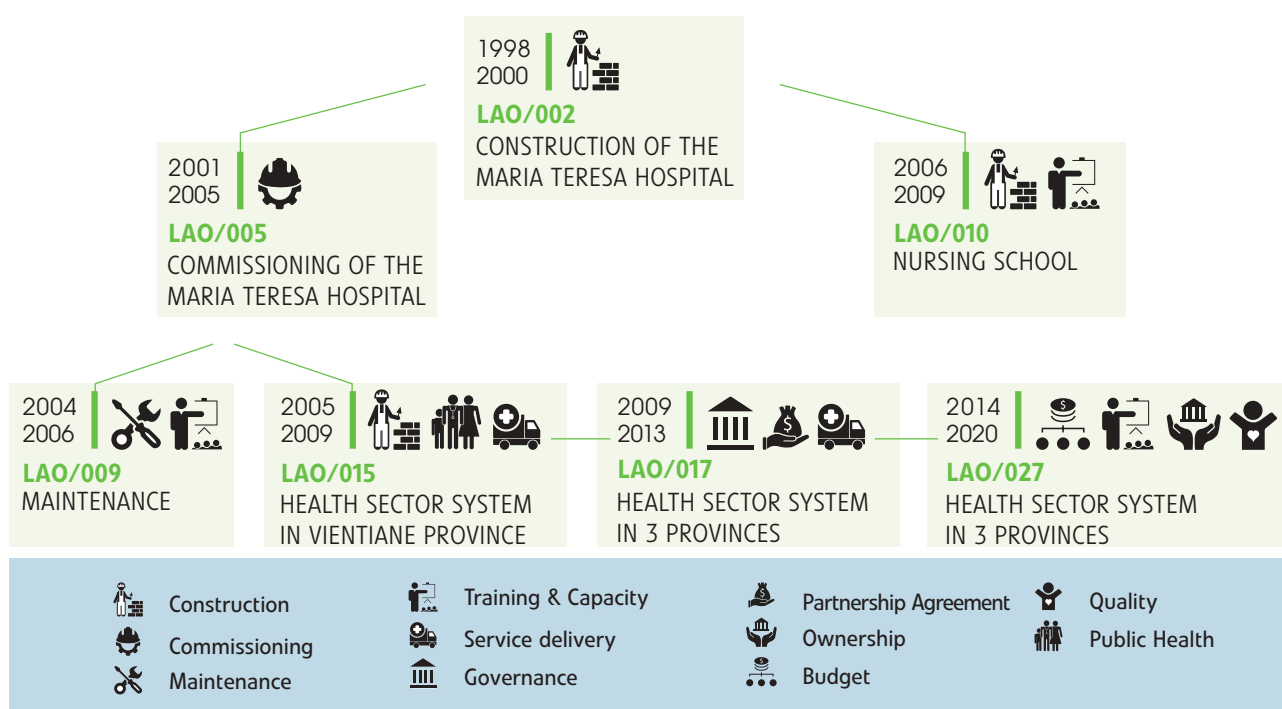 1998
2000
LAO/002
CONSTRUCTION OF THE
MARIA TERESA HOSPITAL
2001
2005
LAO/005
COMMISSIONING OF THE
MARIA TERESA HOSPITAL
2006
2009
LAO/010
NURSING SCHOOL
2004
2006
LAO/009
MAINTENANCE
2005
2009
LAO/015
HEALTH SECTOR SYSTEM
IN VIENTIANE PROVINCE
2009
2013
LAO/017
HEALTH SECTOR SYSTEM
IN 3 PROVINCES
2014
2020
LAO/027
HEALTH SECTOR SYSTEM
IN 3 PROVINCES
Construction
Commissioning
Maintenance
Training & Capacity
Service delivery
Governance
Partnership Agreement
Ownership
Budget
Quality
Public Health